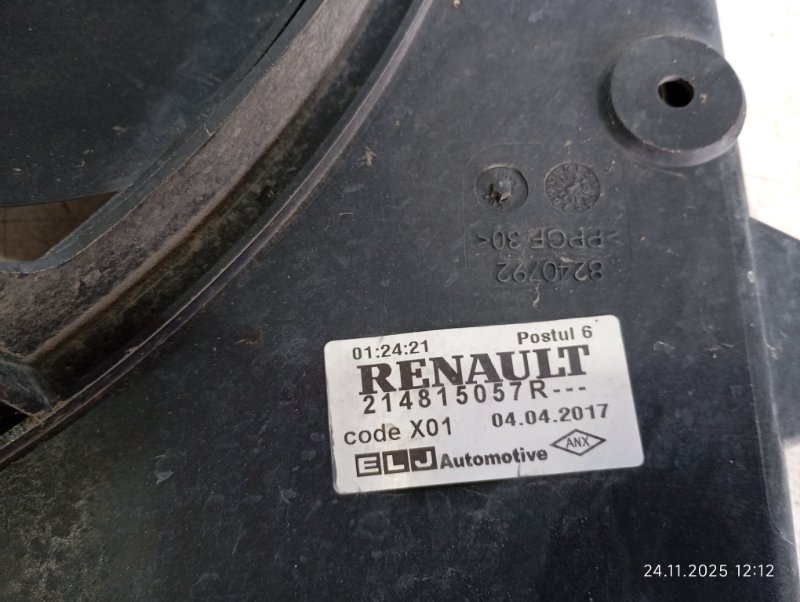 8240792
>PPGF 30<
01:24:21 Postul 6
RENAULT
214815057R---
code X01 04.04.2017
ELJ Automotive ANX
24.11.2025 12:12